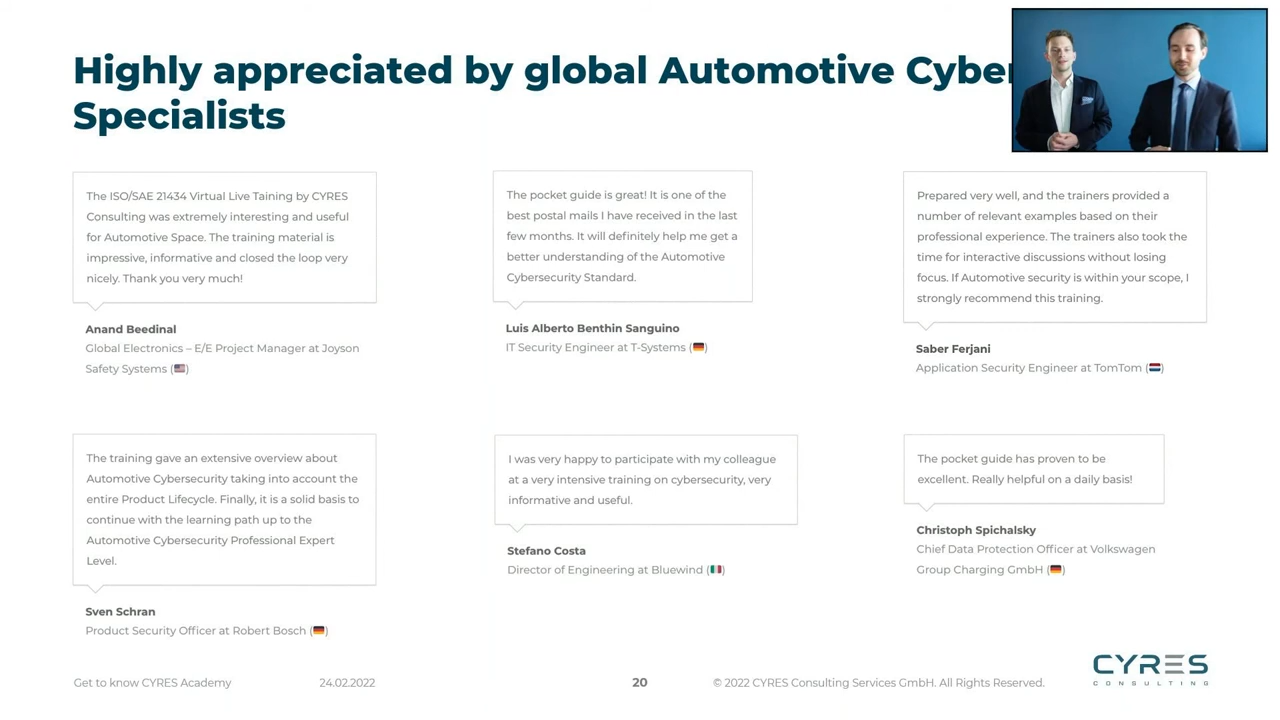 Highly appreciated by global Automotive Cyber
Specialists
The ISO/SAE 21434 Virtual Live Taining by CYRES
Consulting was extremely interesting and useful
for Automotive Space. The training material is
impressive, informative and closed the loop very
nicely. Thank you very much!
Anand Beedinal
Global Electronics – E/E Project Manager at Joyson
Safety Systems (🇺🇸)
The pocket guide is great! It is one of the
best postal mails I have received in the last
few months. It will definitely help me get a
better understanding of the Automotive
Cybersecurity Standard.
Luis Alberto Benthin Sanguino
IT Security Engineer at T-Systems (🇩🇪)
Prepared very well, and the trainers provided a
number of relevant examples based on their
professional experience. The trainers also took the
time for interactive discussions without losing
focus. If Automotive security is within your scope, I
strongly recommend this training.
Saber Ferjani
Application Security Engineer at TomTom (🇳🇱)
The training gave an extensive overview about
Automotive Cybersecurity taking into account the
entire Product Lifecycle. Finally, it is a solid basis to
continue with the learning path up to the
Automotive Cybersecurity Professional Expert
Level.
Sven Schran
Product Security Officer at Robert Bosch (🇩🇪)
I was very happy to participate with my colleague
at a very intensive training on cybersecurity, very
informative and useful.
Stefano Costa
Director of Engineering at Bluewind (🇮🇹)
The pocket guide has proven to be
excellent. Really helpful on a daily basis!
Christoph Spichalsky
Chief Data Protection Officer at Volkswagen
Group Charging GmbH (🇩🇪)
CYRES
CONSULTING
Get to know CYRES Academy
24.02.2022
20
© 2022 CYRES Consulting Services GmbH. All Rights Reserved.